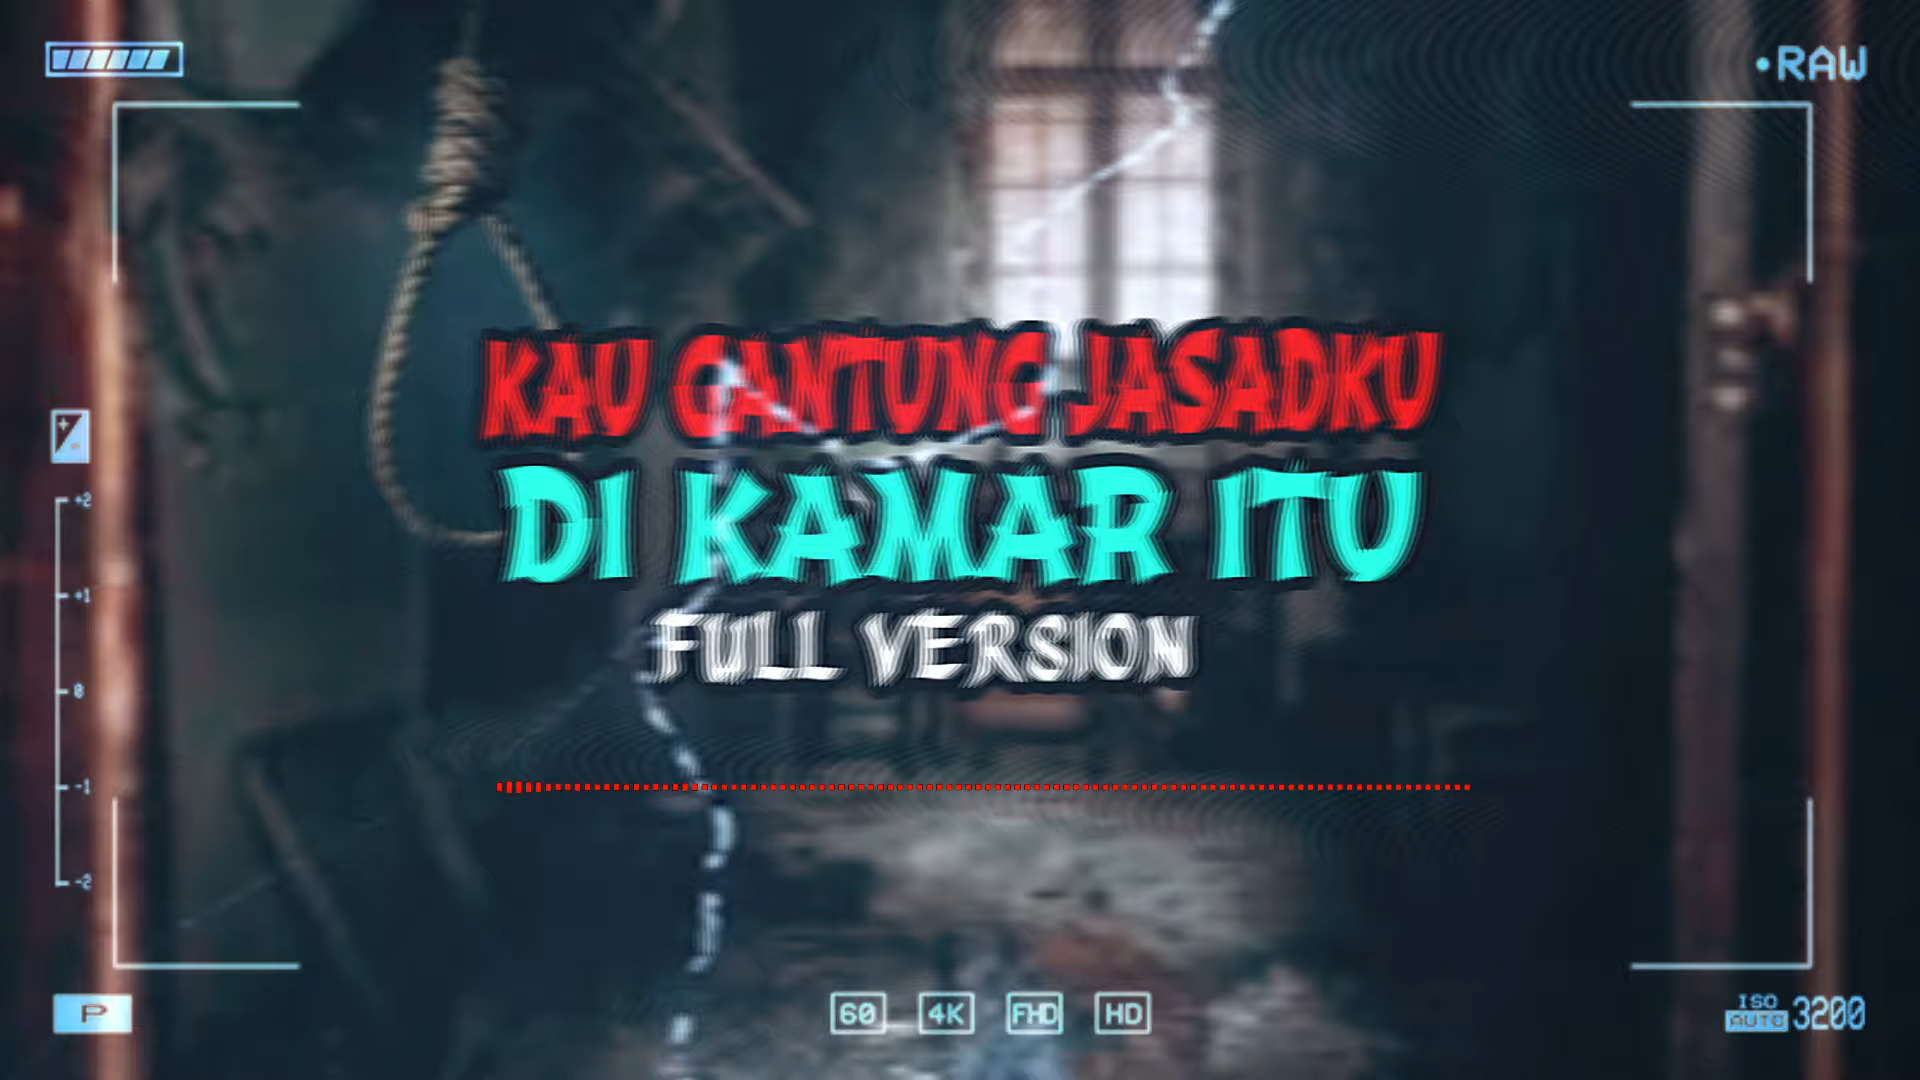 •RAW
KAU GANTUNG JASADKU
DI KAMAR ITU
FULL VERSION
+2
+1
0
-1
-2
P
60 4K FHD HD
ISO AUTO 3200